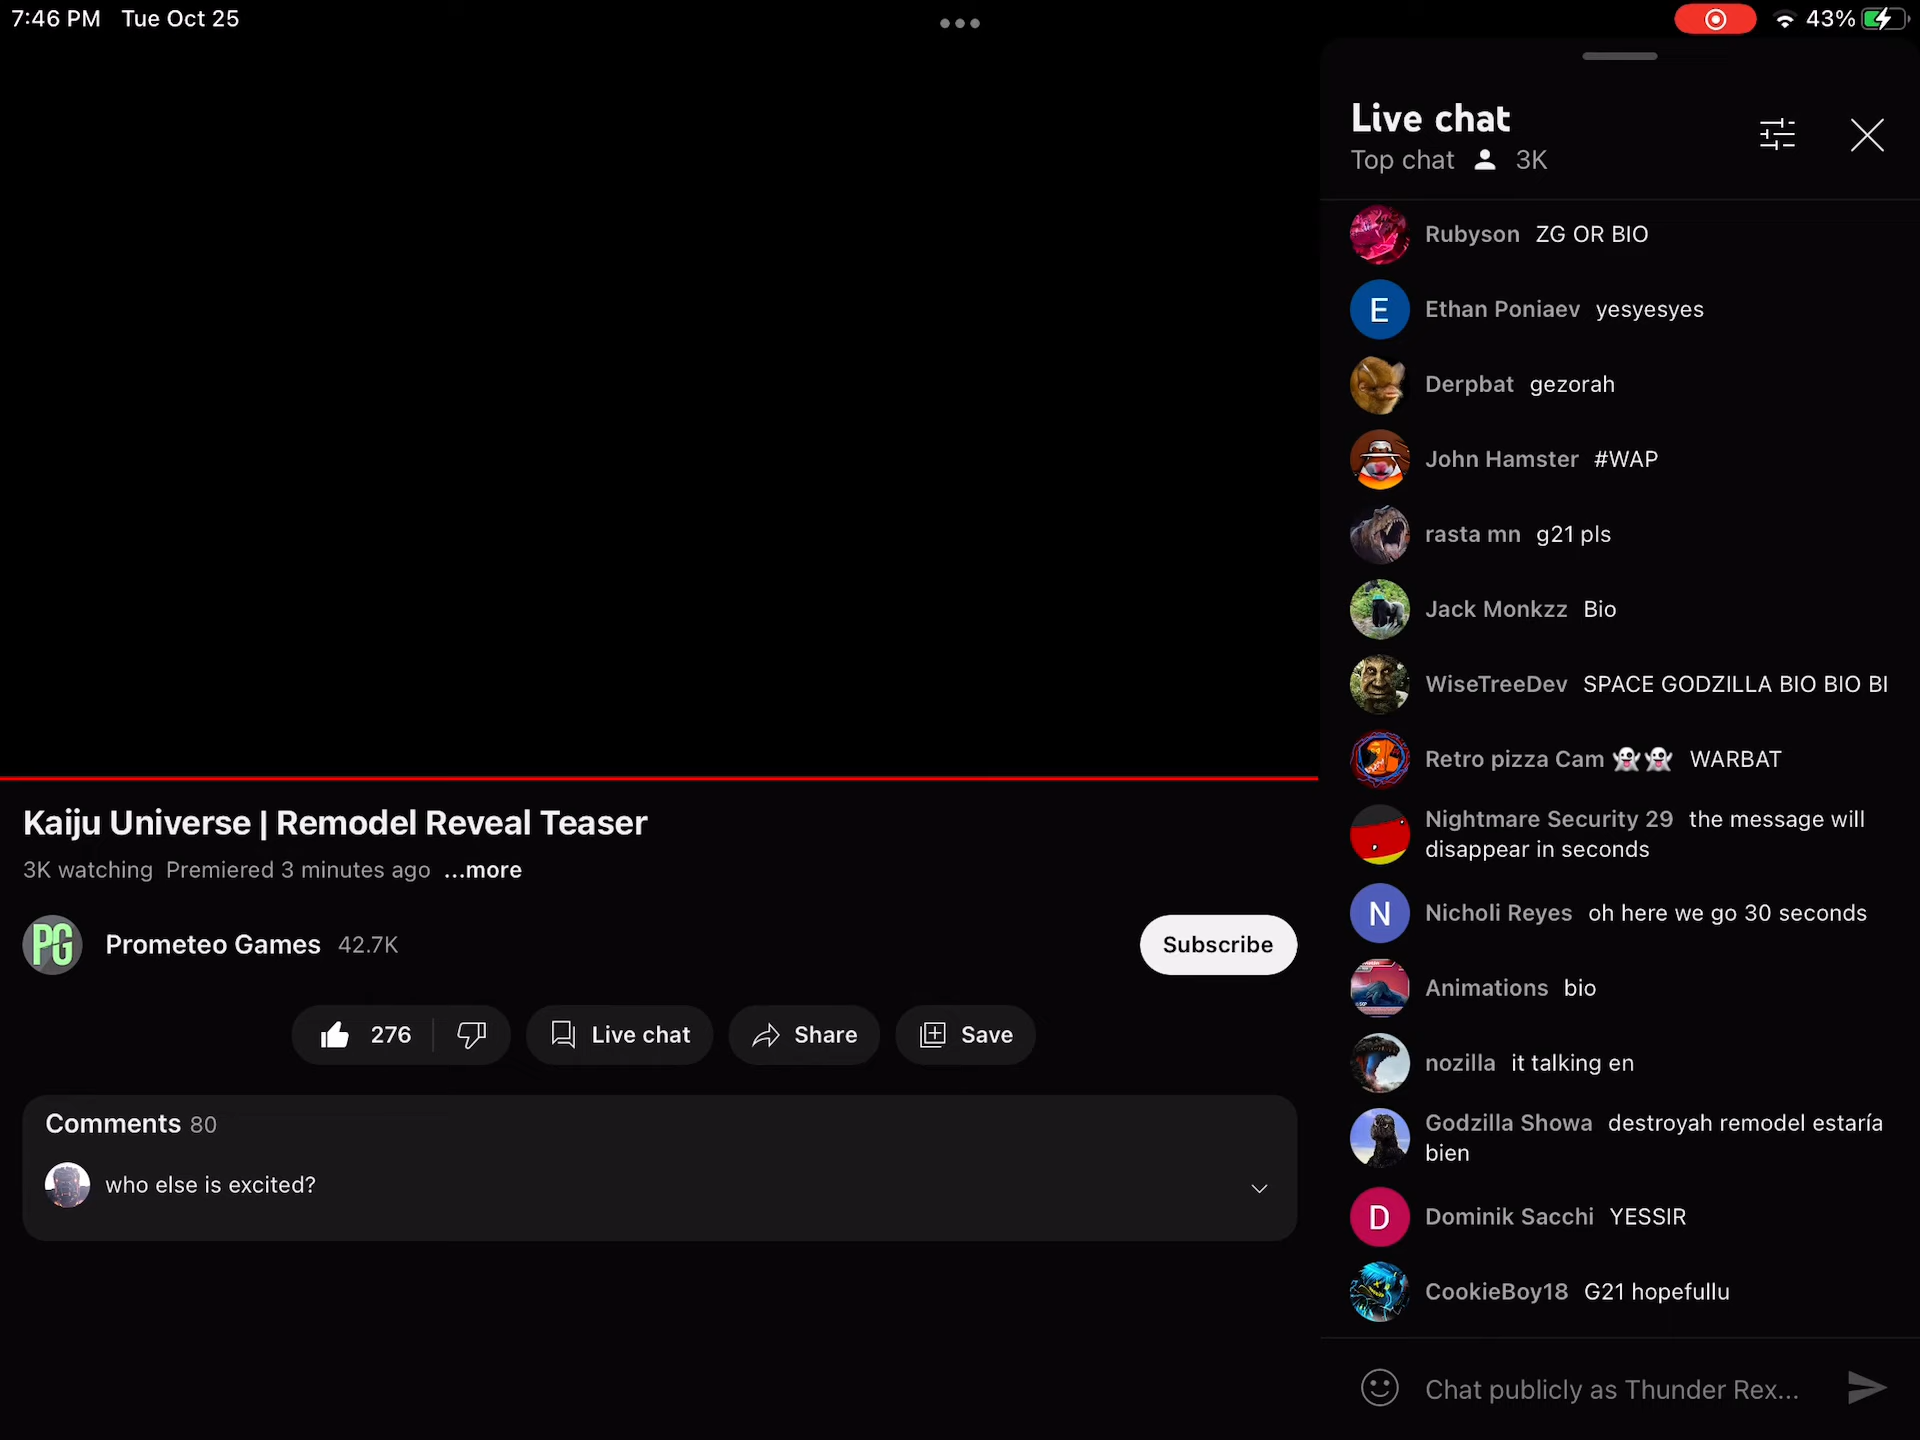 7:46 PM Tue Oct 25
43%
Live chat
Top chat 3K
Rubyson ZG OR BIO
E Ethan Poniaev yesyesyes
Derpbat gezorah
John Hamster #WAP
rasta mn g21 pls
Jack Monkzz Bio
WiseTreeDev SPACE GODZILLA BIO BIO BI
Retro pizza Cam 👻👻 WARBAT
Nightmare Security 29 the message will
disappear in seconds
N Nicholi Reyes oh here we go 30 seconds
Animations bio
nozilla it talking en
Godzilla Showa destroyah remodel estaría
bien
D Dominik Sacchi YESSIR
CookieBoy18 G21 hopefullu
Chat publicly as Thunder Rex...
Kaiju Universe | Remodel Reveal Teaser
3K watching Premiered 3 minutes ago ...more
PG Prometeo Games 42.7K
Subscribe
276 Live chat Share Save
Comments 80
who else is excited?